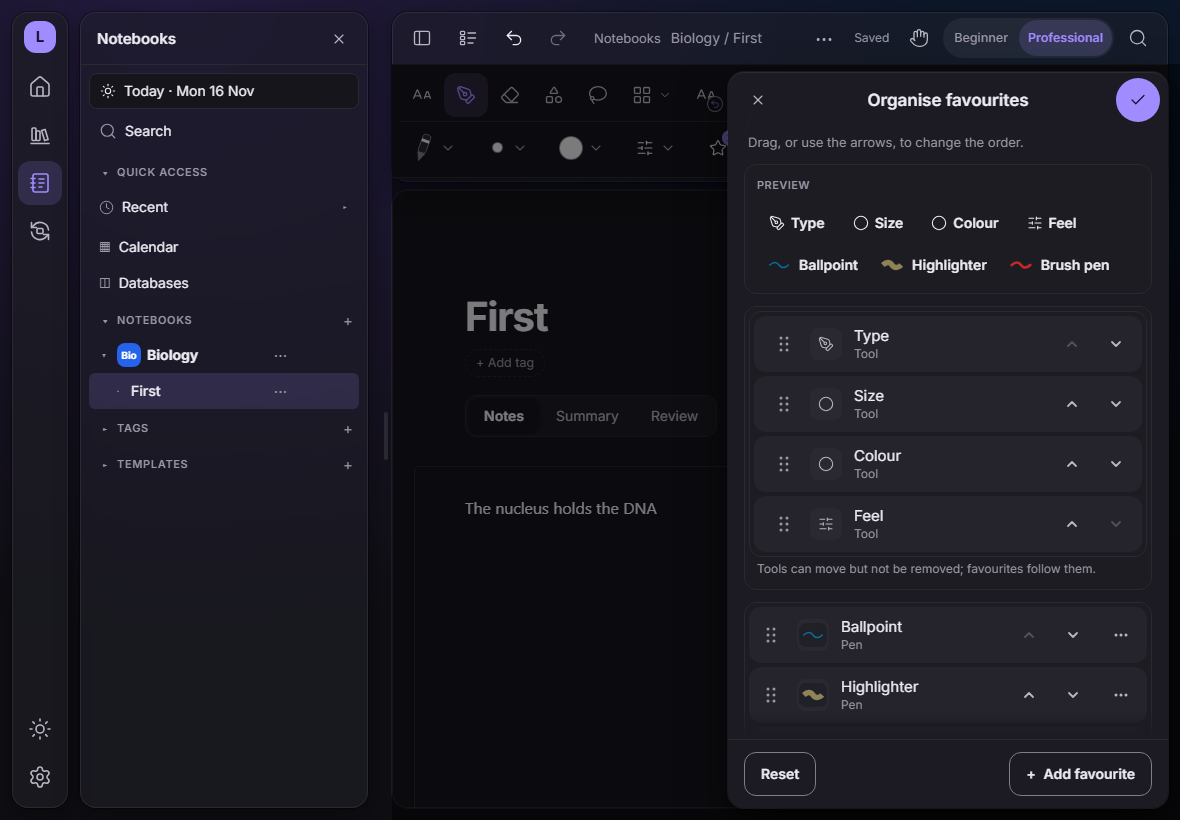 L
Notebooks
Today · Mon 16 Nov
Search
QUICK ACCESS
Recent
Calendar
Databases
NOTEBOOKS +
Bio Biology ...
· First ...
TAGS +
TEMPLATES +
Notebooks Biology / First
... Saved Beginner Professional
AA
AA
First
+ Add tag
Notes Summary Review
The nucleus holds the DNA
Organise favourites
Drag, or use the arrows, to change the order.
PREVIEW
Type Size Colour Feel
Ballpoint Highlighter Brush pen
Type
Tool
Size
Tool
Colour
Tool
Feel
Tool
Tools can move but not be removed; favourites follow them.
Ballpoint
Pen
Highlighter
Pen
Reset + Add favourite